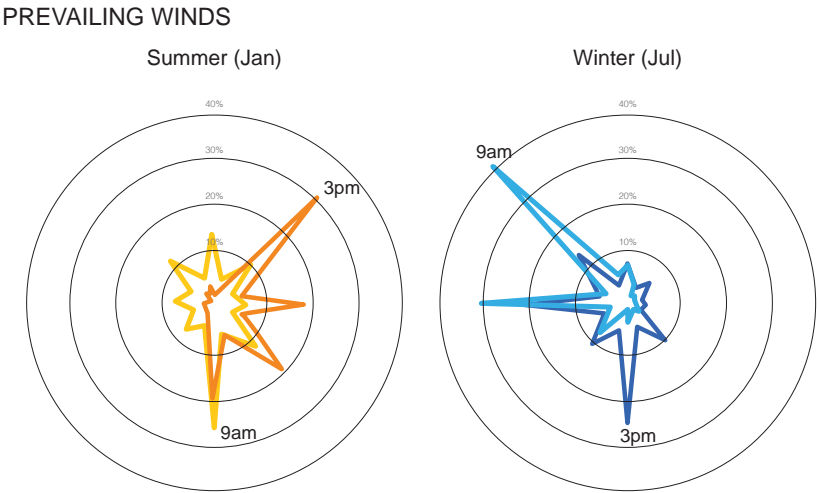 PREVAILING WINDS
Summer (Jan)
Winter (Jul)
40%
30%
20%
10%
3pm
9am
40%
30%
20%
10%
9am
3pm